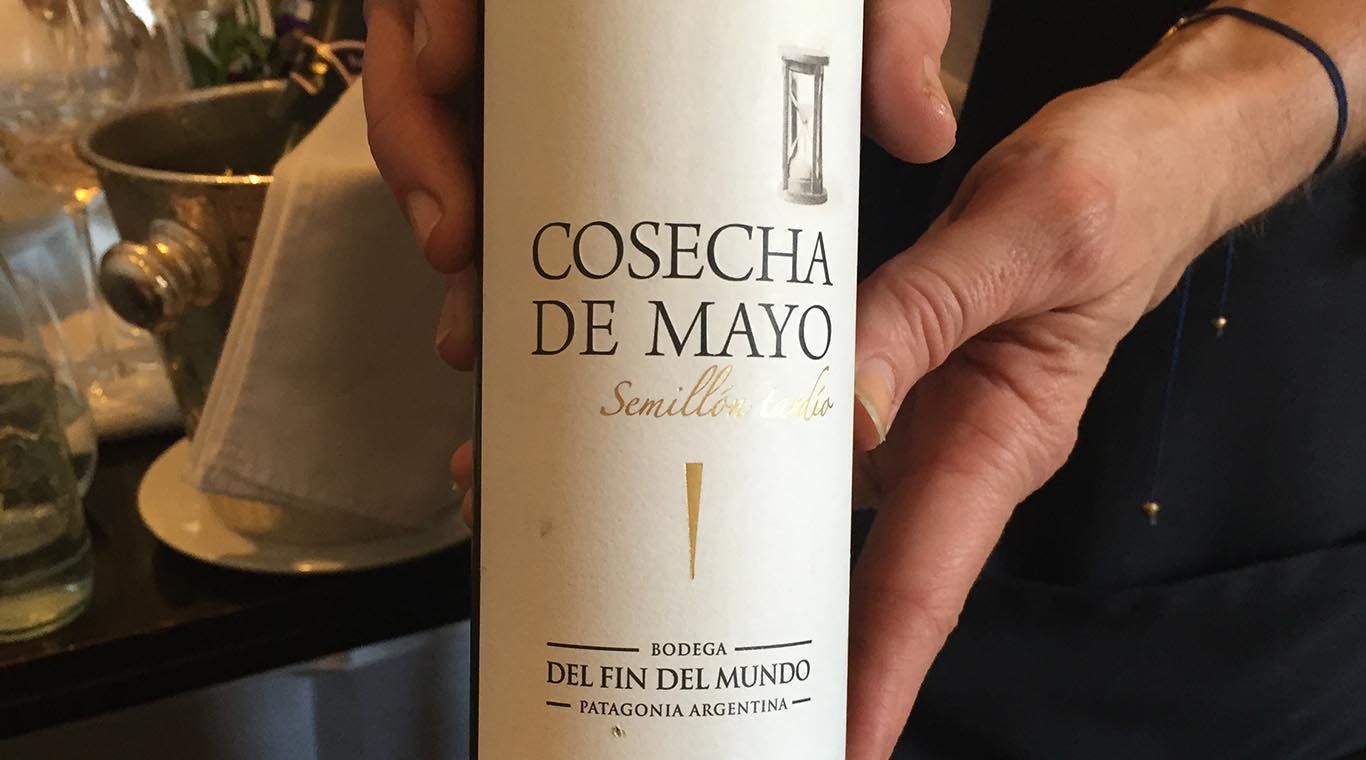 COSECHA
DE MAYO
Semillón tardío
BODEGA
DEL FIN DEL MUNDO
PATAGONIA ARGENTINA